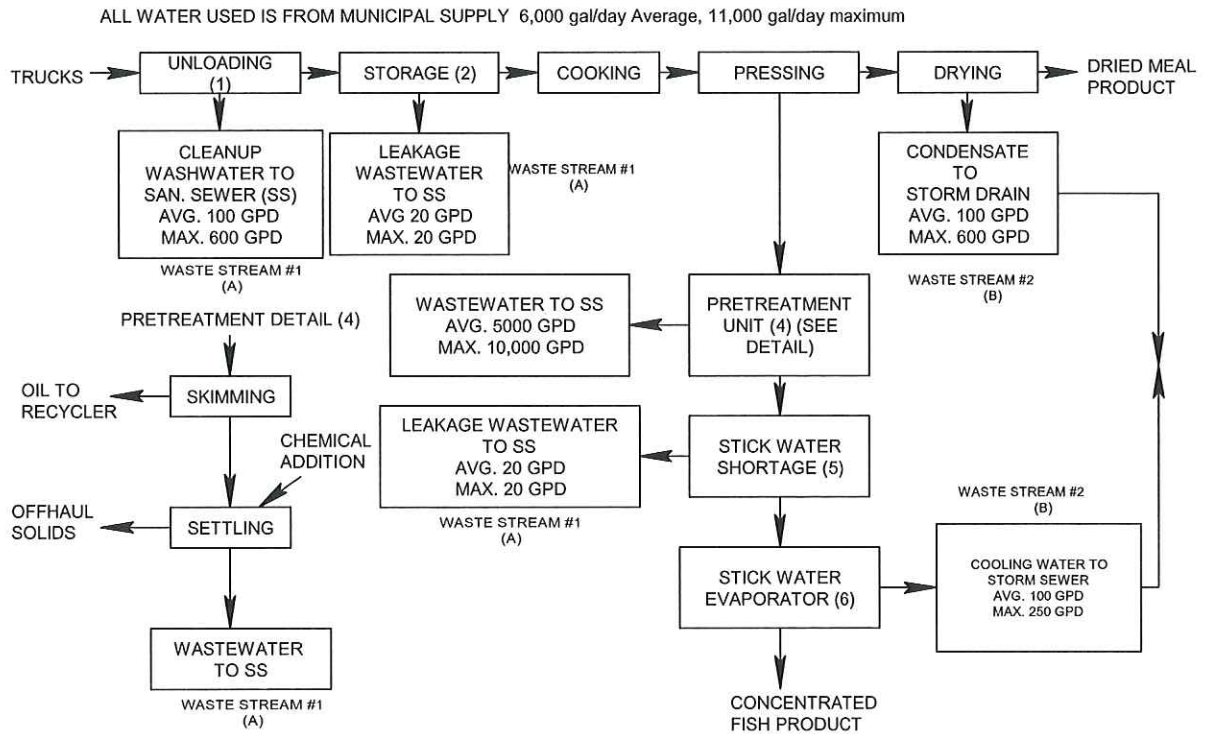 ALL WATER USED IS FROM MUNICIPAL SUPPLY 6,000 gal/day Average, 11,000 gal/day maximum
TRUCKS
UNLOADING
(1)
STORAGE (2)
COOKING
PRESSING
DRYING
DRIED MEAL
PRODUCT
CLEANUP
WASHWATER TO
SAN. SEWER (SS)
AVG. 100 GPD
MAX. 600 GPD
WASTE STREAM #1
(A)
LEAKAGE
WASTEWATER
TO SS
AVG 20 GPD
MAX. 20 GPD
WASTE STREAM #1
(A)
CONDENSATE
TO
STORM DRAIN
AVG. 100 GPD
MAX. 600 GPD
WASTE STREAM #2
(B)
WASTEWATER TO SS
AVG. 5000 GPD
MAX. 10,000 GPD
PRETREATMENT
UNIT (4) (SEE
DETAIL)
PRETREATMENT DETAIL (4)
OIL TO
RECYCLER
SKIMMING
CHEMICAL
ADDITION
OFFHAUL
SOLIDS
SETTLING
WASTEWATER
TO SS
WASTE STREAM #1
(A)
LEAKAGE WASTEWATER
TO SS
AVG. 20 GPD
MAX. 20 GPD
WASTE STREAM #1
(A)
STICK WATER
SHORTAGE (5)
STICK WATER
EVAPORATOR (6)
WASTE STREAM #2
(B)
COOLING WATER TO
STORM SEWER
AVG. 100 GPD
MAX. 250 GPD
CONCENTRATED
FISH PRODUCT